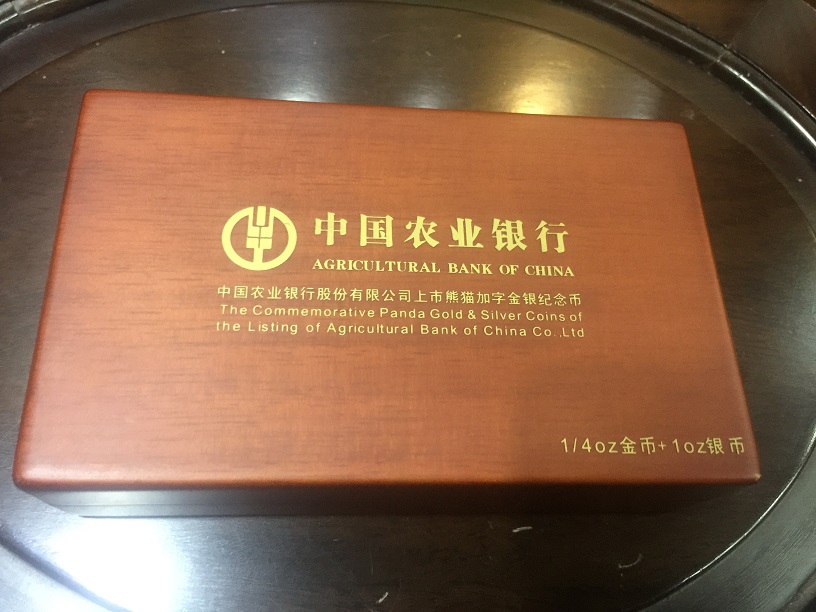 中国农业银行
AGRICULTURAL BANK OF CHINA
中国农业银行股份有限公司上市熊猫加字金银纪念币
The Commemorative Panda Gold & Silver Coins of
the Listing of Agricultural Bank of China Co.,Ltd
1/4oz金币+1oz银币